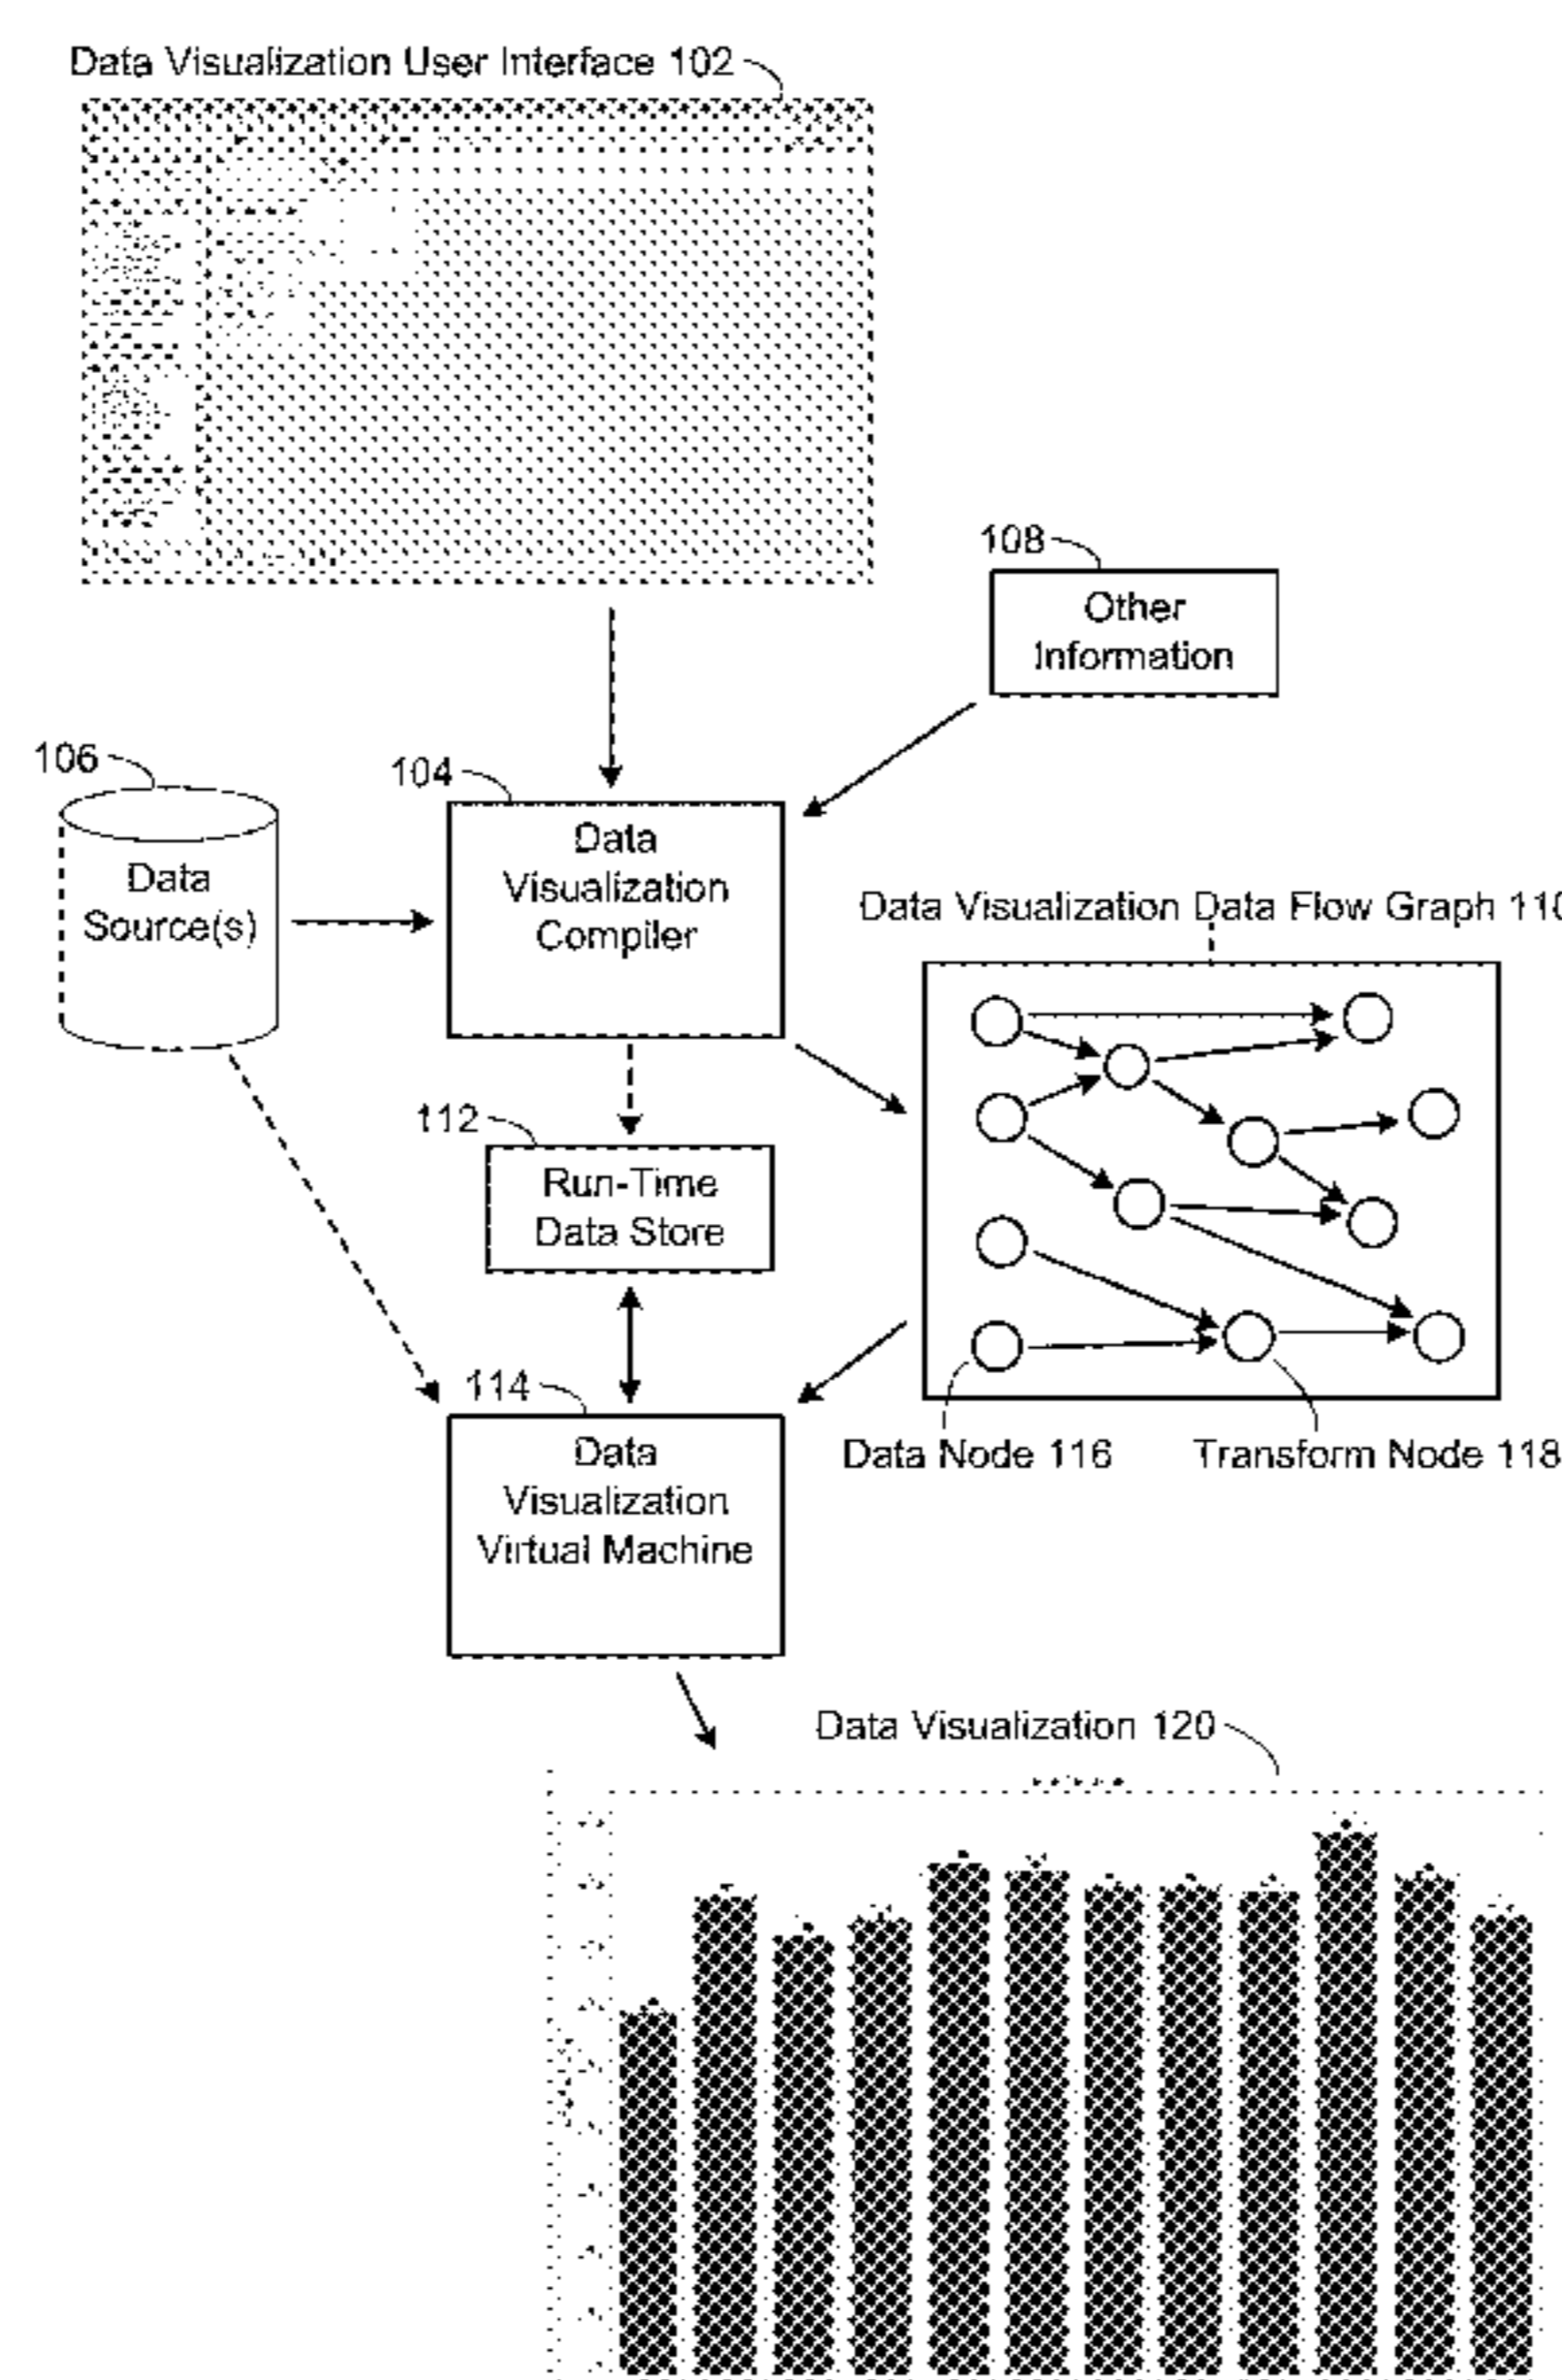 Data Visualization User Interface 102
108
Other
Information
106
104
Data
Source(s)
Data
Visualization
Compiler
Data Visualization Data Flow Graph 110
112
Run-Time
Data Store
114
Data
Visualization
Virtual Machine
Data Node 116
Transform Node 118
Data Visualization 120